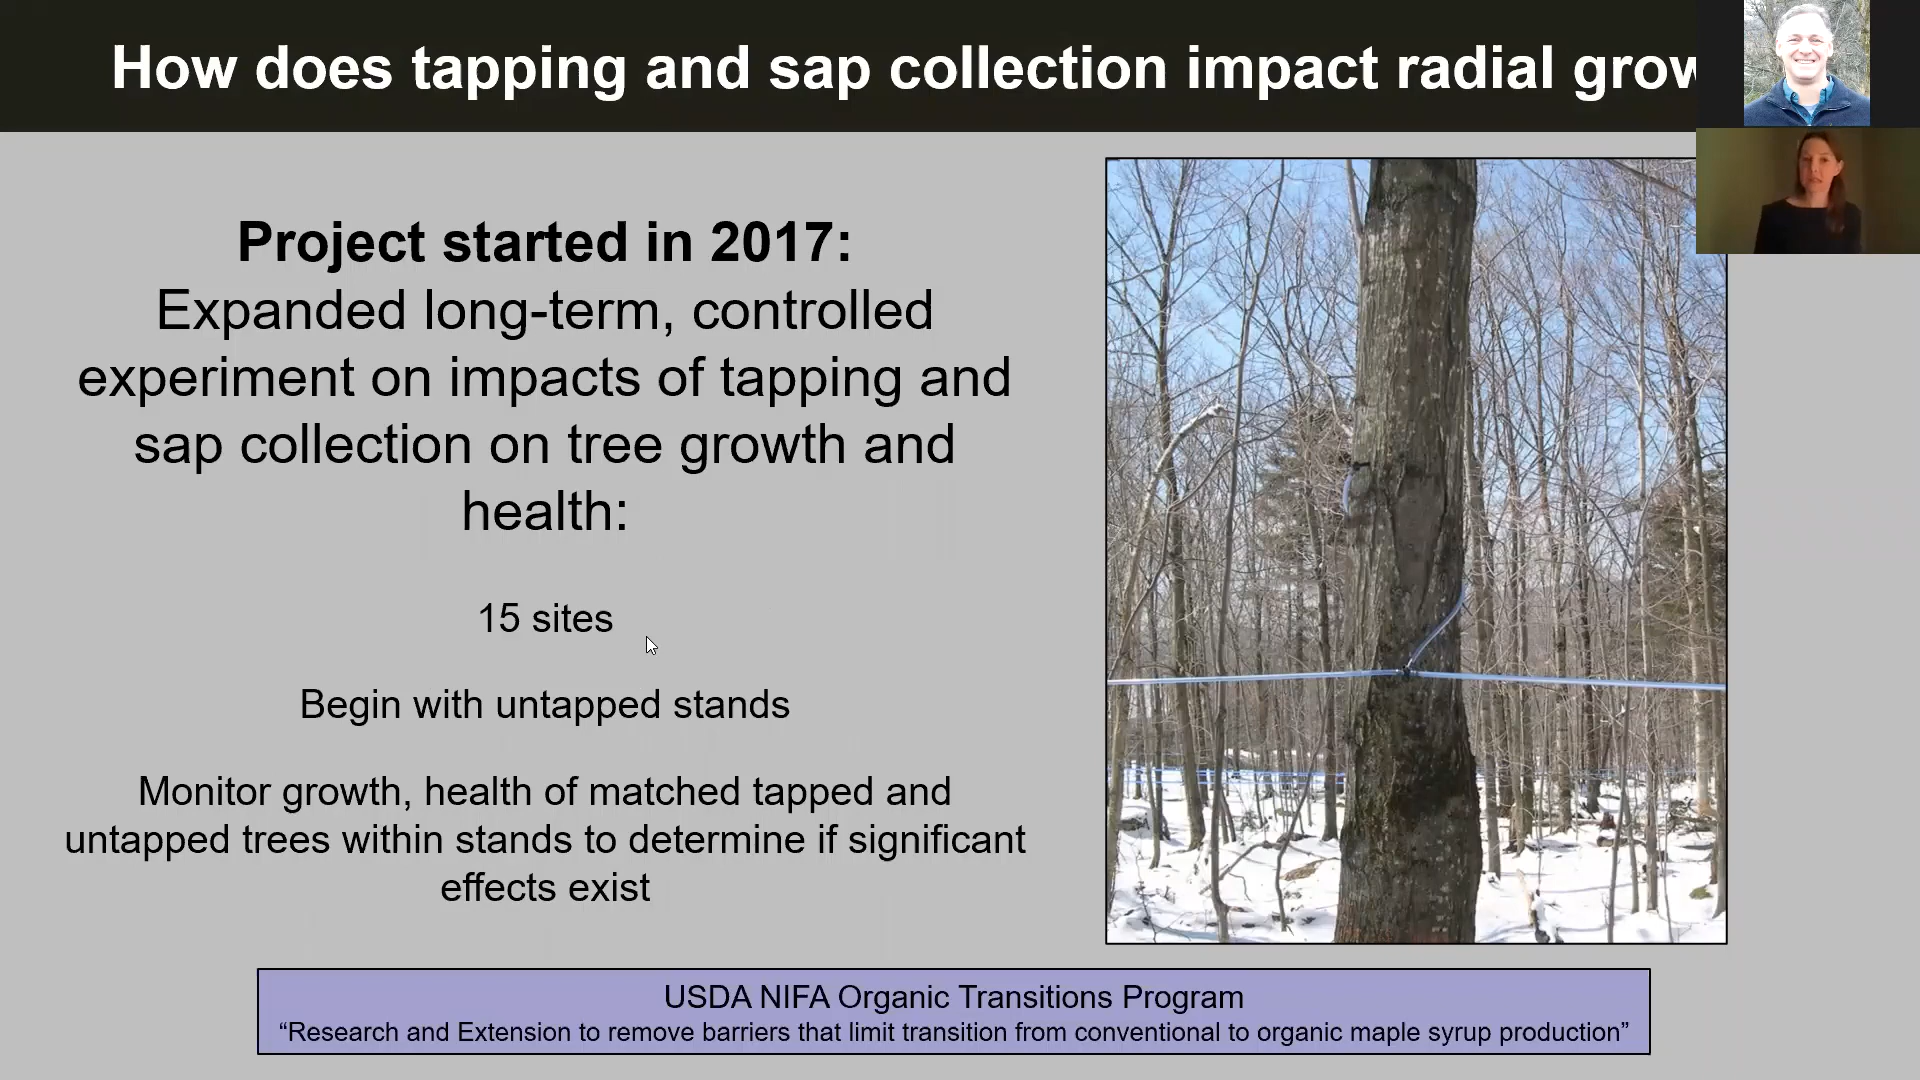 How does tapping and sap collection impact radial grow
Project started in 2017:
Expanded long-term, controlled
experiment on impacts of tapping and
sap collection on tree growth and
health:
15 sites
Begin with untapped stands
Monitor growth, health of matched tapped and
untapped trees within stands to determine if significant
effects exist
USDA NIFA Organic Transitions Program
“Research and Extension to remove barriers that limit transition from conventional to organic maple syrup production”